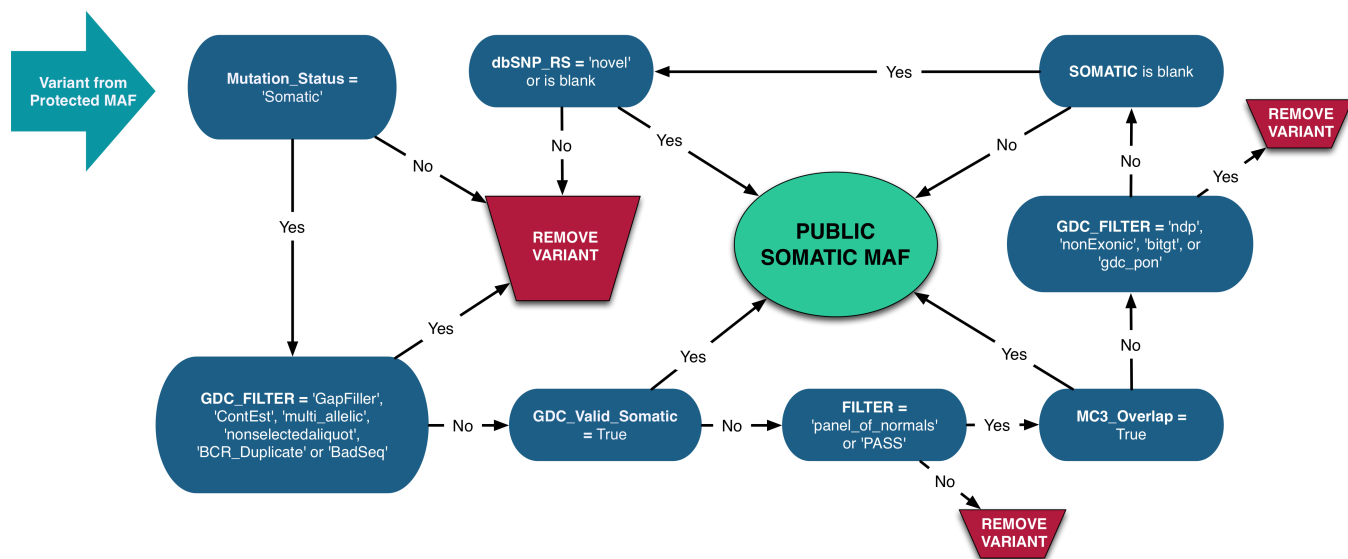 Variant from
Protected MAF
Mutation_Status =
'Somatic'
No
Yes
GDC_FILTER = 'GapFiller',
'ContEst', 'multi_allelic',
'nonselectedaliquot',
'BCR_Duplicate' or 'BadSeq'
Yes
No
REMOVE
VARIANT
GDC_Valid_Somatic
= True
Yes
No
FILTER =
'panel_of_normals'
or 'PASS'
No
REMOVE
VARIANT
Yes
MC3_Overlap =
True
Yes
No
GDC_FILTER = 'ndp',
'nonExonic', 'bitgt', or
'gdc_pon'
Yes
REMOVE
VARIANT
No
SOMATIC is blank
No
Yes
dbSNP_RS = 'novel'
or is blank
No
Yes
PUBLIC
SOMATIC MAF